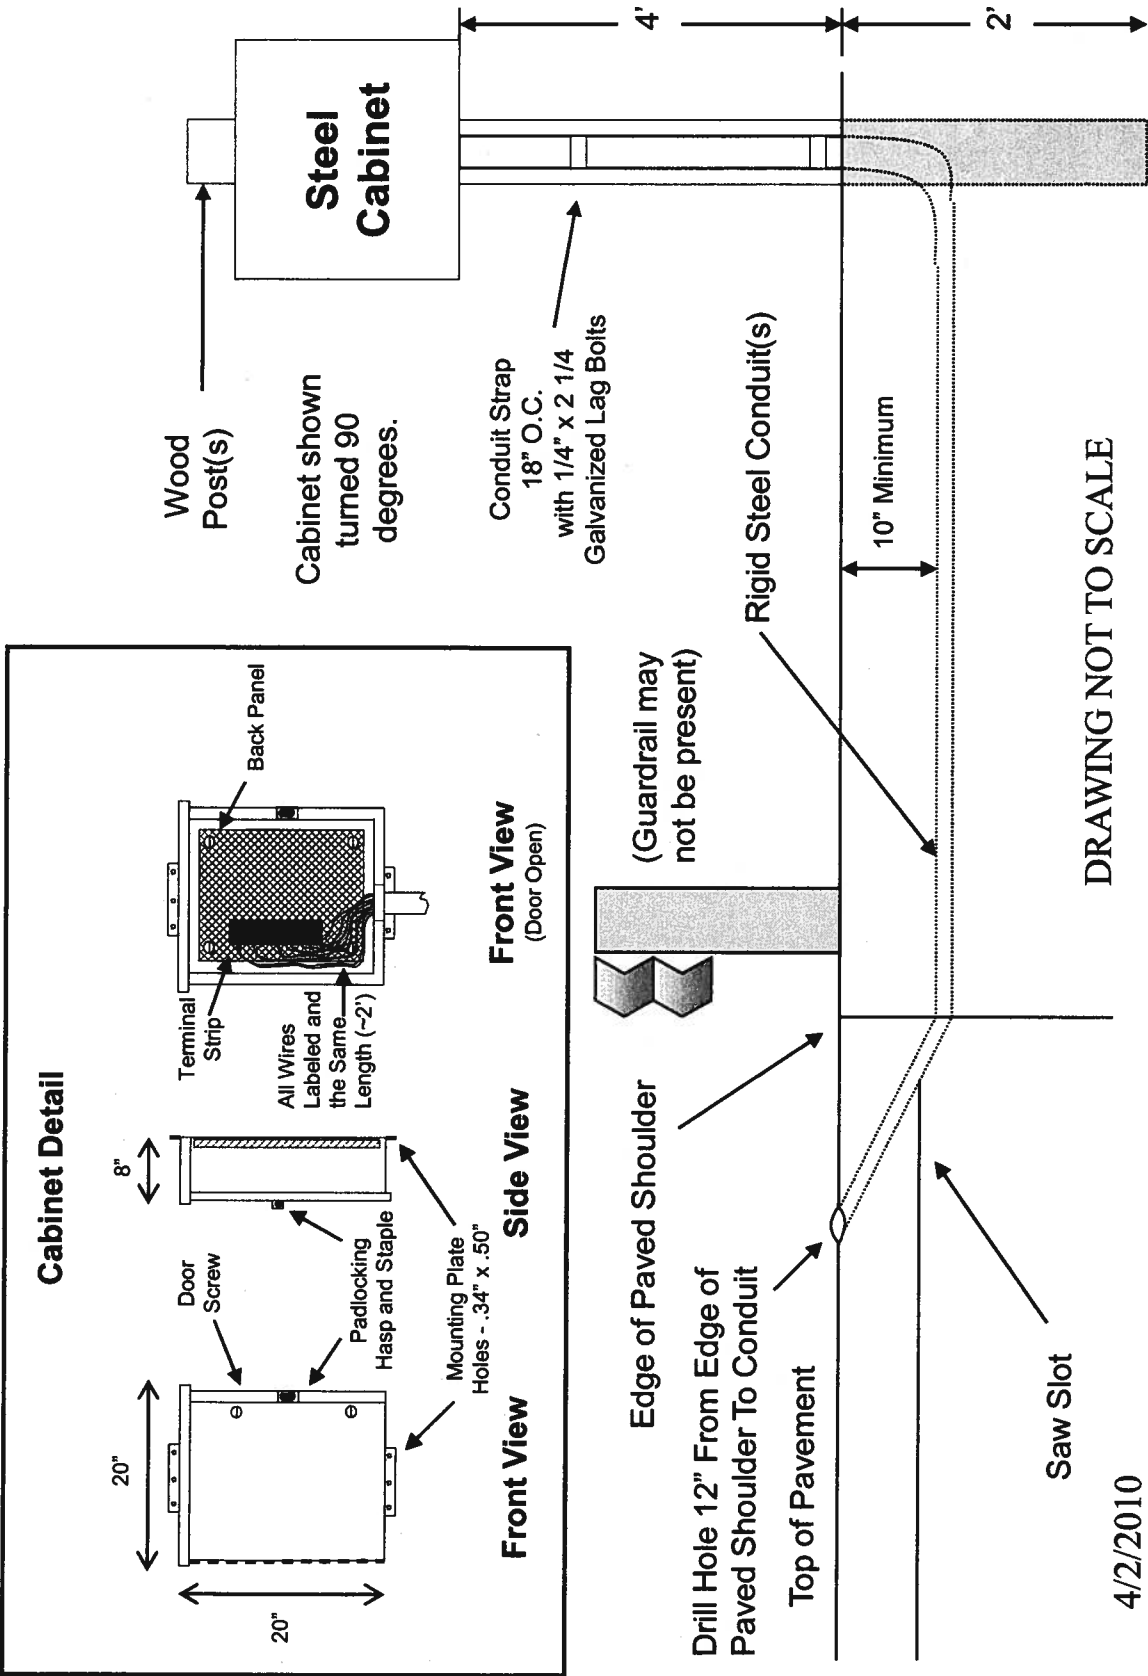 Cabinet Detail
20"
20"
Door
Screw
Padlocking
Hasp and Staple
Mounting Plate
Holes - .34" x .50"
Front View
8"
Side View
Terminal
Strip
All Wires
Labeled and
the Same
Length (~2')
Back Panel
Front View
(Door Open)
Wood
Post(s)
Steel
Cabinet
Cabinet shown
turned 90
degrees.
Conduit Strap
18" O.C.
with 1/4" x 2 1/4
Galvanized Lag Bolts
4'
2'
(Guardrail may
not be present)
Edge of Paved Shoulder
Drill Hole 12" From Edge of
Paved Shoulder To Conduit
Top of Pavement
Rigid Steel Conduit(s)
10" Minimum
Saw Slot
4/2/2010
DRAWING NOT TO SCALE